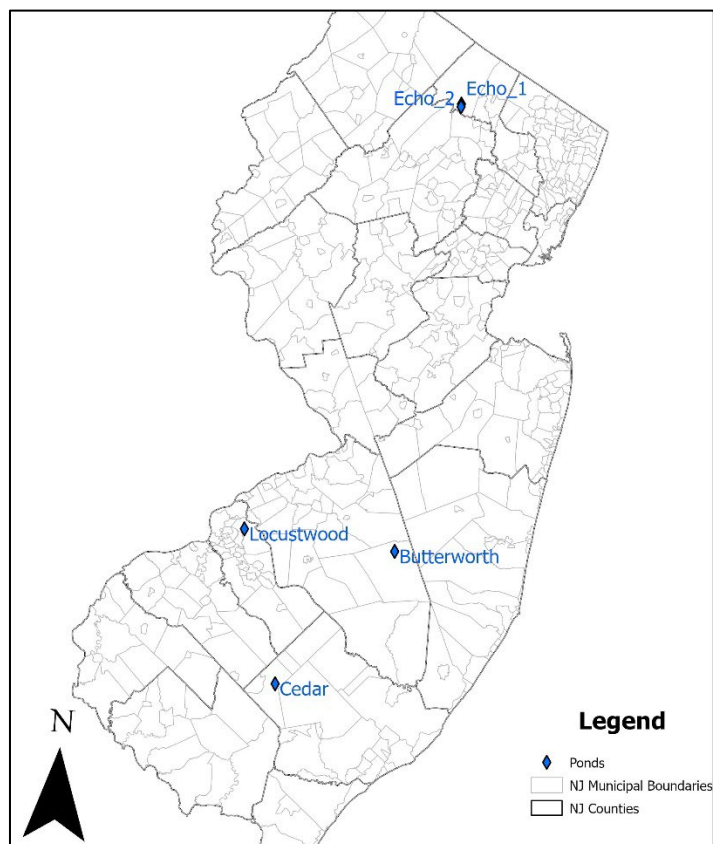 Echo_1
Echo_2
Locustwood
Butterworth
Cedar
N
Legend
Ponds
NJ Municipal Boundaries
NJ Counties